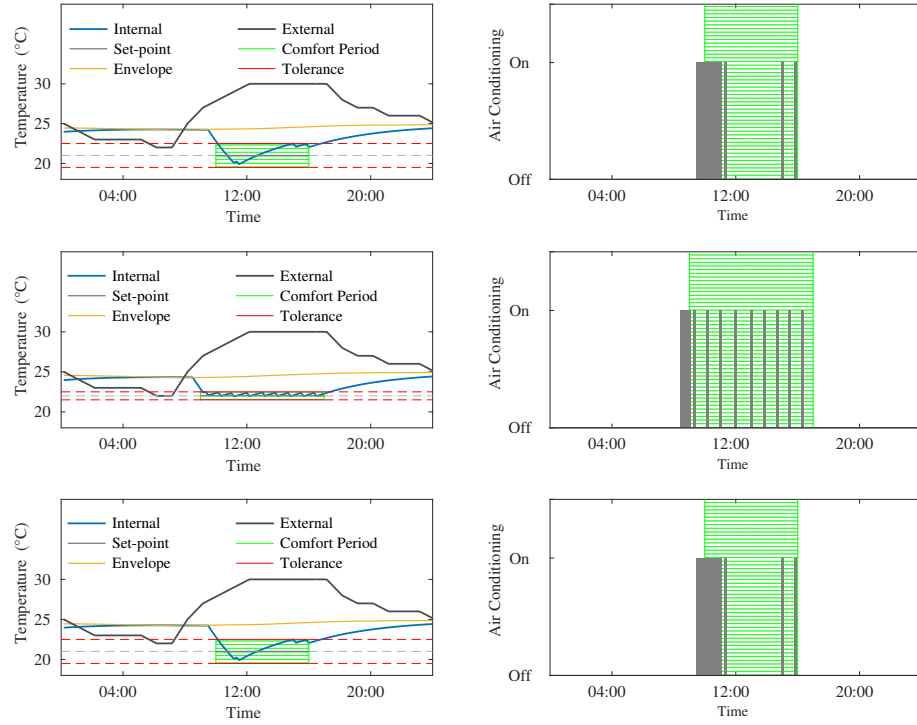 Temperature (°C)
Internal External
Set-point Comfort Period
Envelope Tolerance
30
25
20
04:00 12:00 20:00
Time
Air Conditioning
On
Off
04:00 12:00 20:00
Time
Temperature (°C)
Internal External
Set-point Comfort Period
Envelope Tolerance
30
25
20
04:00 12:00 20:00
Time
Air Conditioning
On
Off
04:00 12:00 20:00
Time
Temperature (°C)
Internal External
Set-point Comfort Period
Envelope Tolerance
30
25
20
04:00 12:00 20:00
Time
Air Conditioning
On
Off
04:00 12:00 20:00
Time